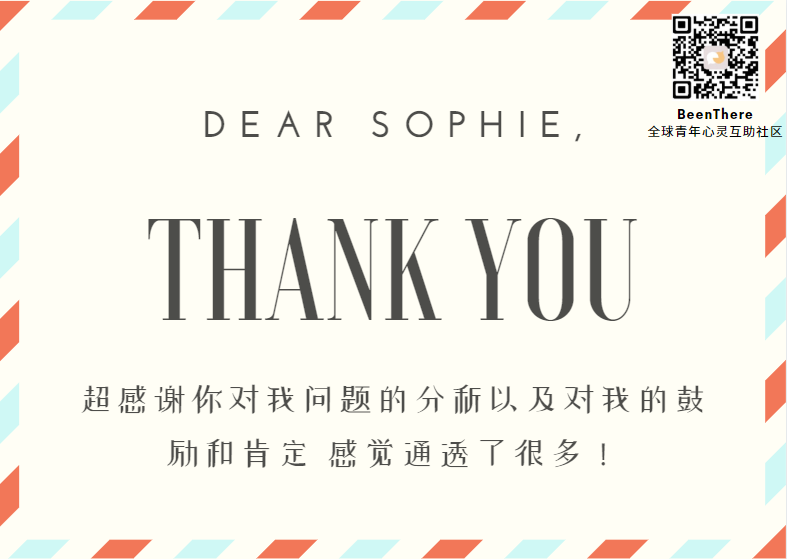 BeenThere
全球青年心灵互助社区
DEAR SOPHIE,
THANK YOU
超感谢你对我问题的分析以及对我的鼓
励和肯定 感觉通透了很多！